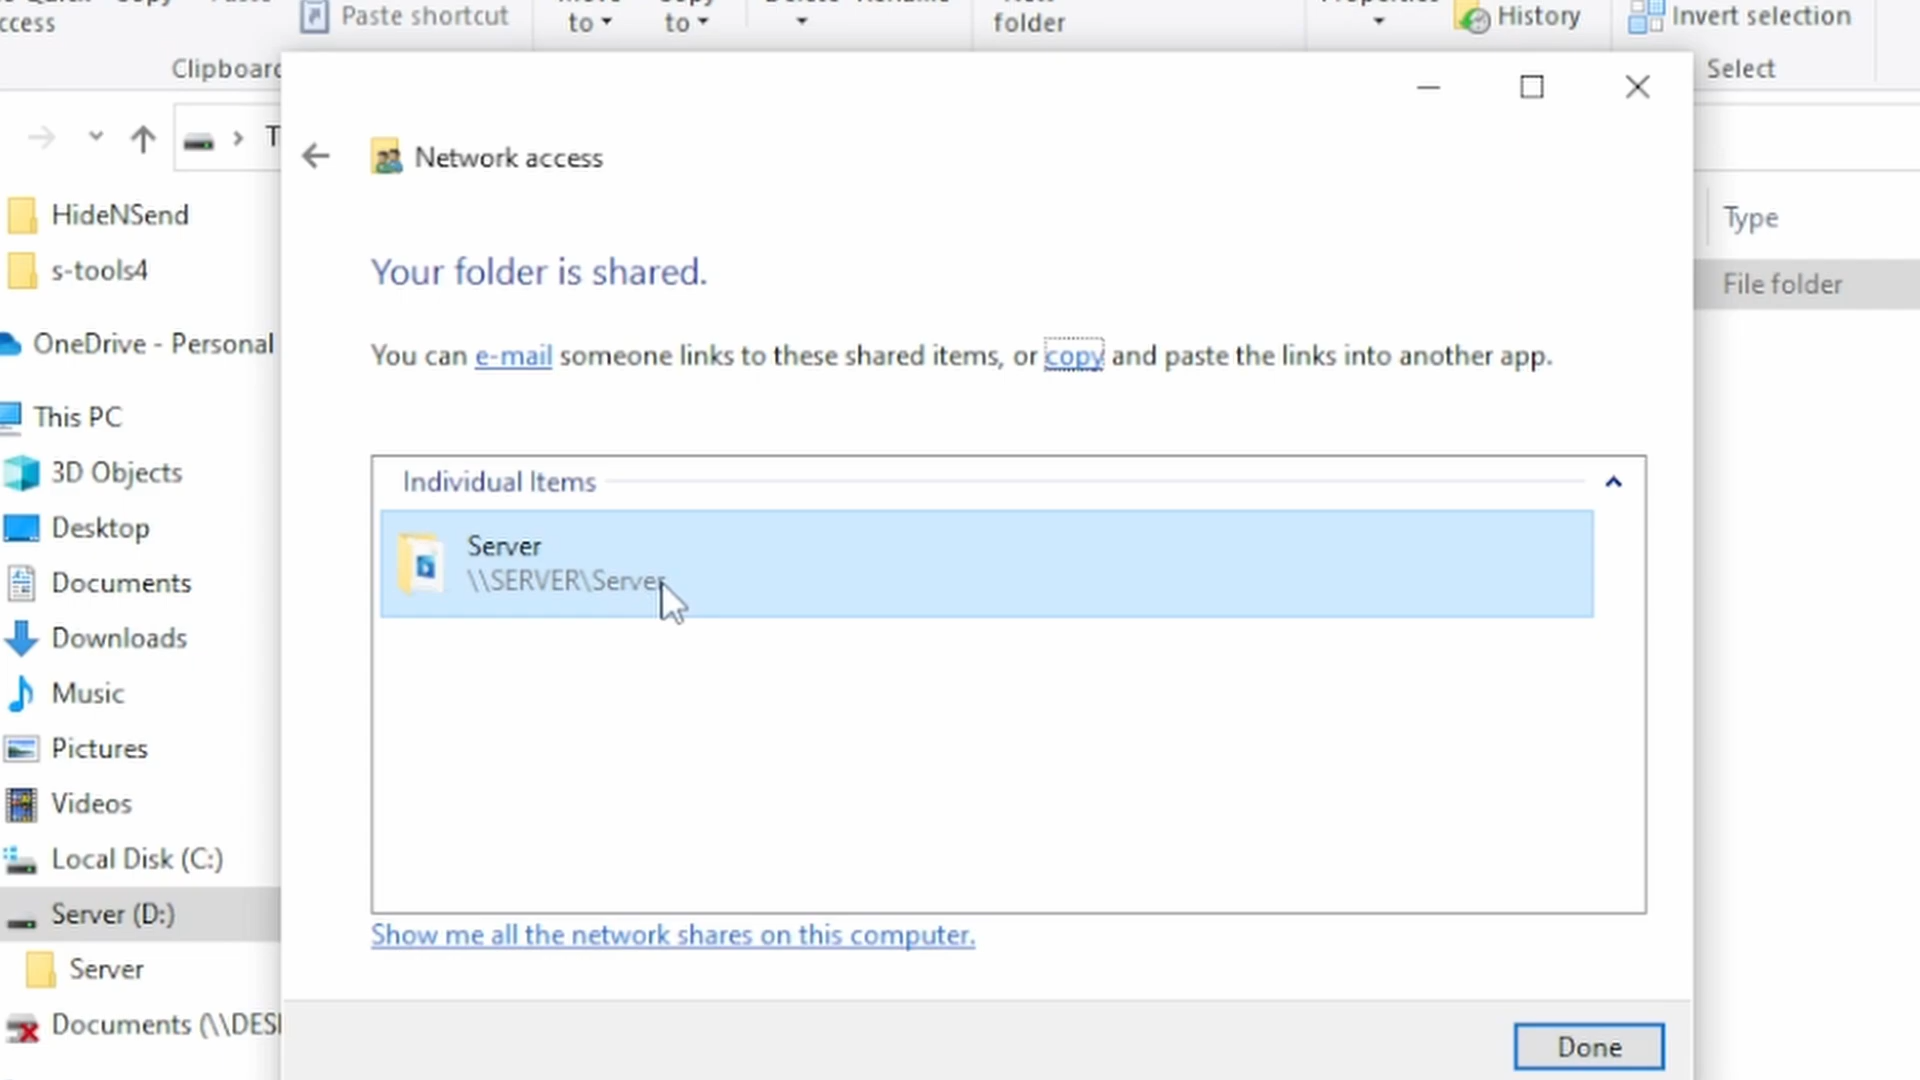 Paste shortcut
to
to
folder
History
Invert selection
ccess
Clipboard
Select
T
Network access
HideNSend
s-tools4
OneDrive - Personal
This PC
3D Objects
Desktop
Documents
Downloads
Music
Pictures
Videos
Local Disk (C:)
Server (D:)
Server
Documents (\\DES
Your folder is shared.
You can e-mail someone links to these shared items, or copy and paste the links into another app.
Individual Items
Server
\\SERVER\Server
Show me all the network shares on this computer.
Done
Type
File folder